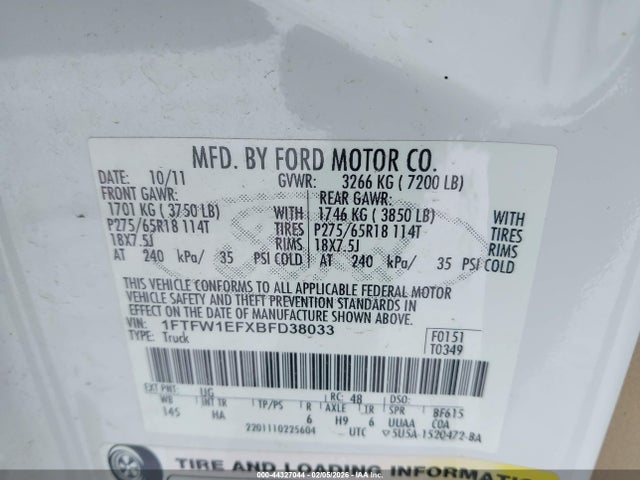 MFD. BY FORD MOTOR CO.
DATE: 10/11 GVWR: 3266 KG ( 7200 LB)
FRONT GAWR: REAR GAWR:
1701 KG ( 3750 LB) WITH 1746 KG ( 3850 LB) WITH
P275/65R18 114T TIRES P275/65R18 114T TIRES
18X7.5J RIMS 18X7.5J RIMS
AT 240 kPa/ 35 PSI COLD AT 240 kPa/ 35 PSI COLD
THIS VEHICLE CONFORMS TO ALL APPLICABLE FEDERAL MOTOR
VEHICLE SAFETY AND THEFT PREVENTION STANDARDS IN
EFFECT ON THE DATE OF MANUFACTURE SHOWN ABOVE.
VIN: 1FTFW1EFXBFD38033 F0151
TYPE: Truck T0349
EXT PNT: UG RC: 48 DSO:
WB INT TR TP/PS R AXLE TR SPR BF615
145 HA 6 H9 6 UUAA C0A
2201110225604 UTC 5U5A-1520472-BA
TIRE AND LOADING INFORMATION
000-44327044 | 02/05/2026 | ©COPART